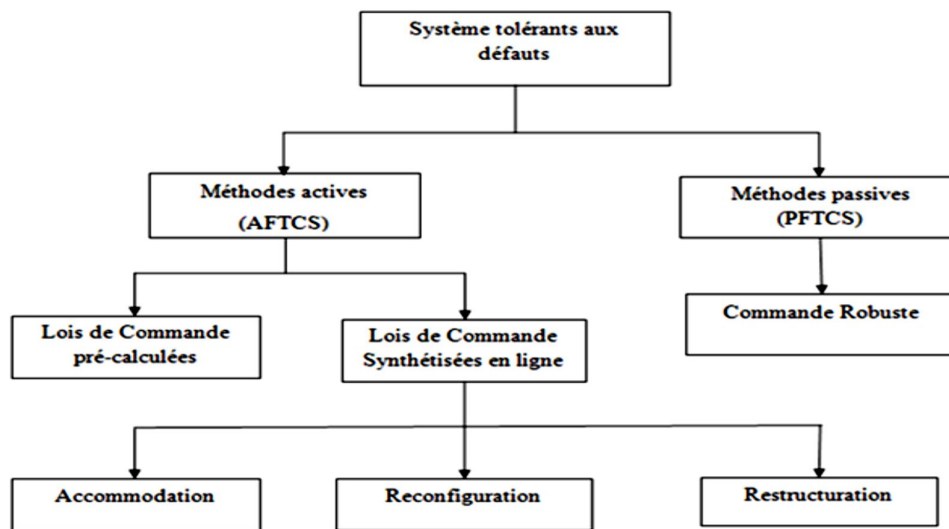 Système tolérants aux
défauts
Méthodes actives
(AFTCS)
Méthodes passives
(PFTCS)
Lois de Commande
pré-calculées
Lois de Commande
Synthétisées en ligne
Commande Robuste
Accommodation
Reconfiguration
Restructuration